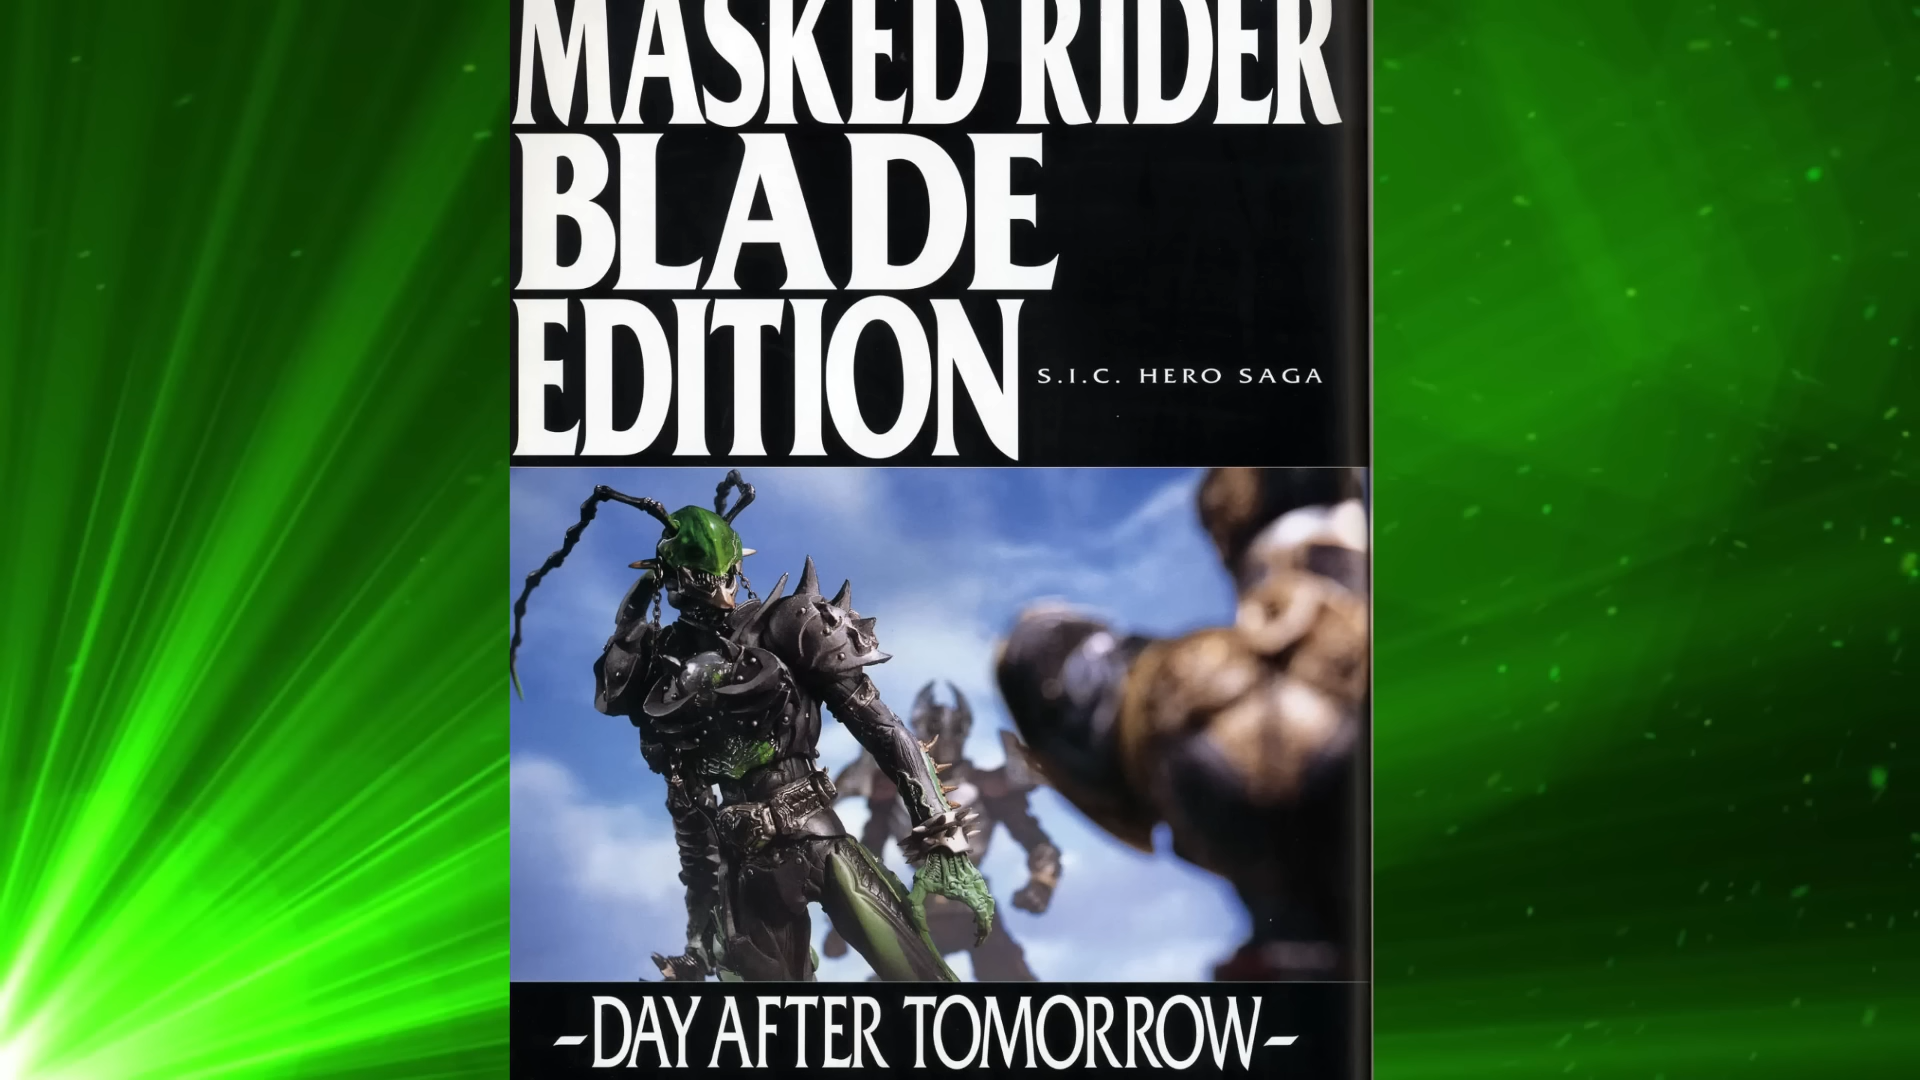 MASKED RIDER
BLADE
EDITION
S.I.C. HERO SAGA
–DAY AFTER TOMORROW–